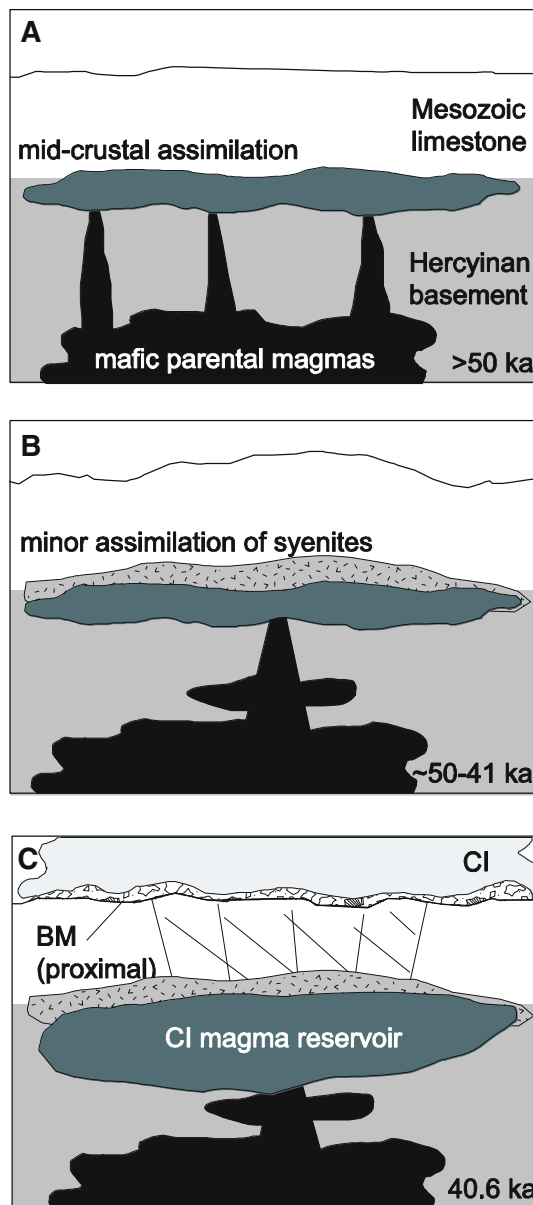 A
Mesozoic
limestone
mid-crustal assimilation
Hercyinan
basement
mafic parental magmas
>50 ka
B
minor assimilation of syenites
~50-41 ka
C
CI
BM
(proximal)
CI magma reservoir
40.6 ka